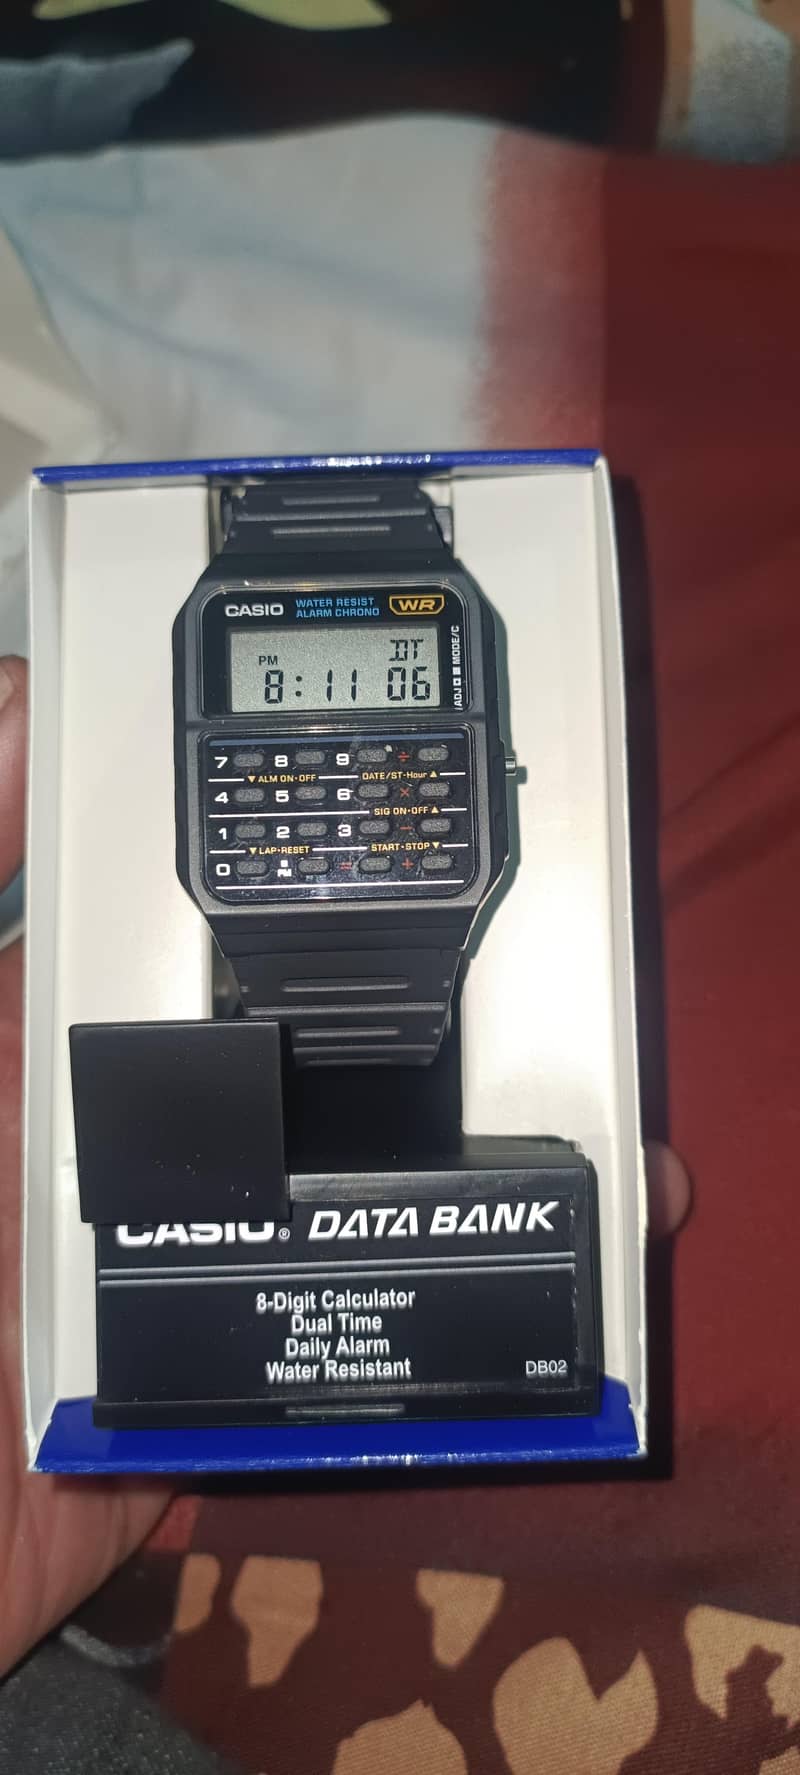 CASIO WATER RESIST WR
ALARM CHRONO
ADJ MODE/C
PM DT
8:11 06
7 8 9 ÷
▼ALM ON·OFF DATE/ST-Hour▲
4 5 6 ×
SIG ON·OFF▲
1 2 3 −
▼LAP·RESET START·STOP▼
0 PM = +
CASIO® DATA BANK
8-Digit Calculator
Dual Time
Daily Alarm
Water Resistant
DB02